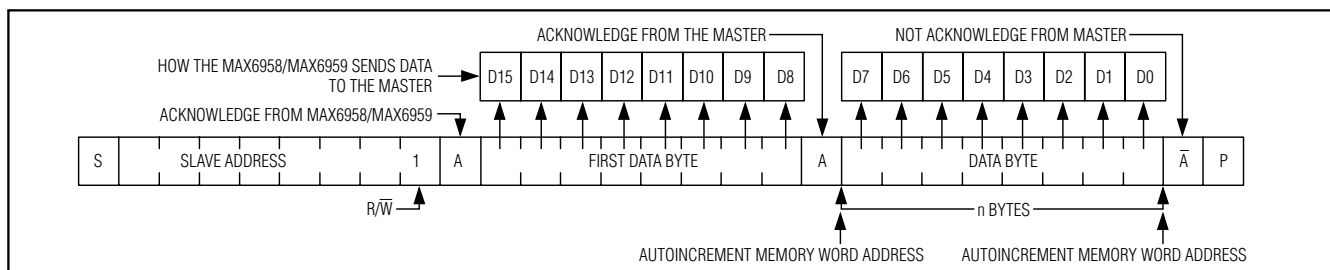 ACKNOWLEDGE FROM THE MASTER
NOT ACKNOWLEDGE FROM MASTER
HOW THE MAX6958/MAX6959 SENDS DATA
TO THE MASTER
D15 D14 D13 D12 D11 D10 D9 D8
D7 D6 D5 D4 D3 D2 D1 D0
ACKNOWLEDGE FROM MAX6958/MAX6959
S SLAVE ADDRESS 1 A FIRST DATA BYTE A DATA BYTE A̅ P
R/W̅
n BYTES
AUTOINCREMENT MEMORY WORD ADDRESS
AUTOINCREMENT MEMORY WORD ADDRESS